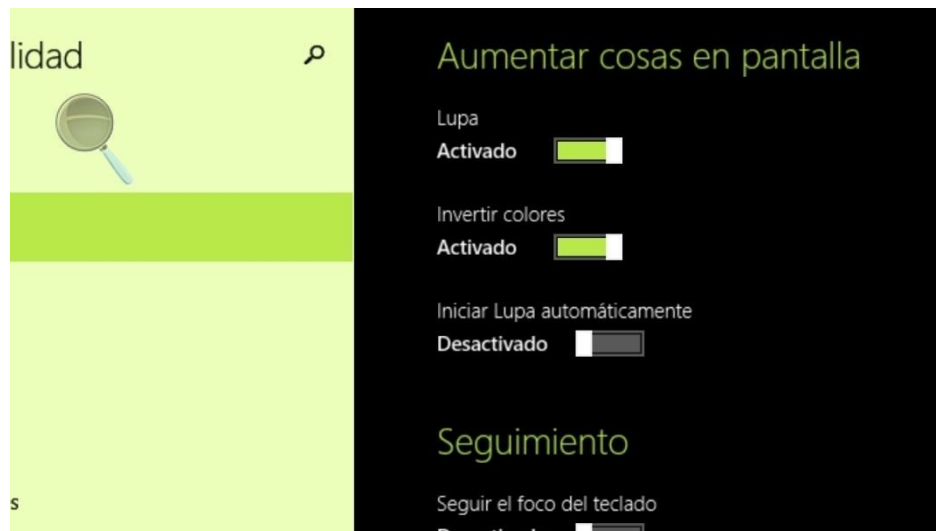 lidad
s
Aumentar cosas en pantalla
Lupa
Activado
Invertir colores
Activado
Iniciar Lupa automáticamente
Desactivado
Seguimiento
Seguir el foco del teclado